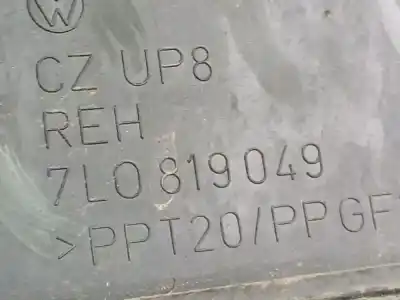 CZ UP8
REH
7L0 819 049
>PPT20/PPGF